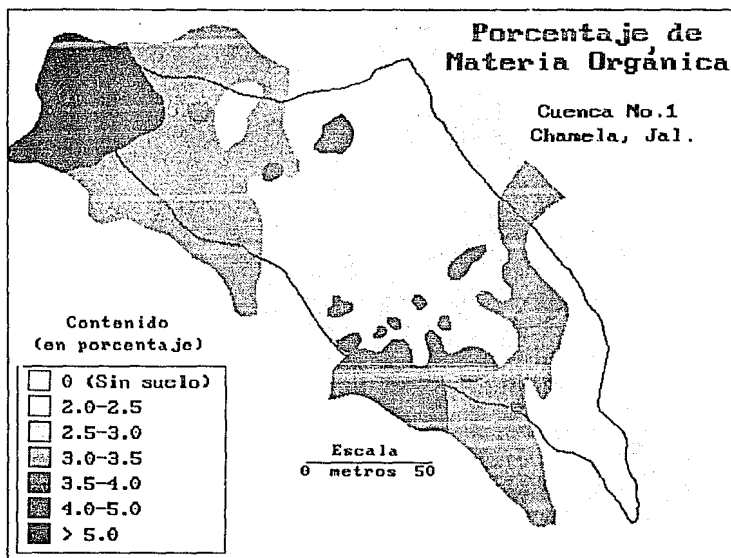 Porcentaje de
Materia Orgánica
Cuenca No.1
Chamela, Jal.
Contenido
(en porcentaje)
0 (Sin suelo)
2.0-2.5
2.5-3.0
3.0-3.5
3.5-4.0
4.0-5.0
> 5.0
Escala
0 metros 50